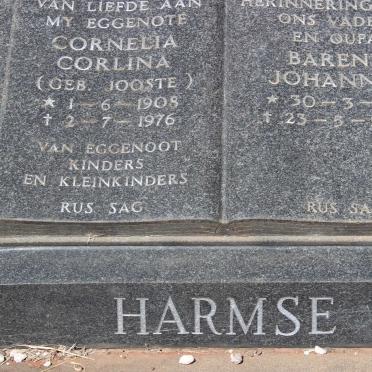 VAN LIEFDE AAN
MY EGGENOTE
CORNELIA
CORLINA
(GEB. JOOSTE)
* 1-6-1908
† 2-7-1976
VAN EGGENOOT
KINDERS
EN KLEINKINDERS
RUS SAG
HERINNERING
ONS VADE
EN OUPA
BAREN
JOHANN
* 30-3-
† 23-5-
RUS SA
HARMSE